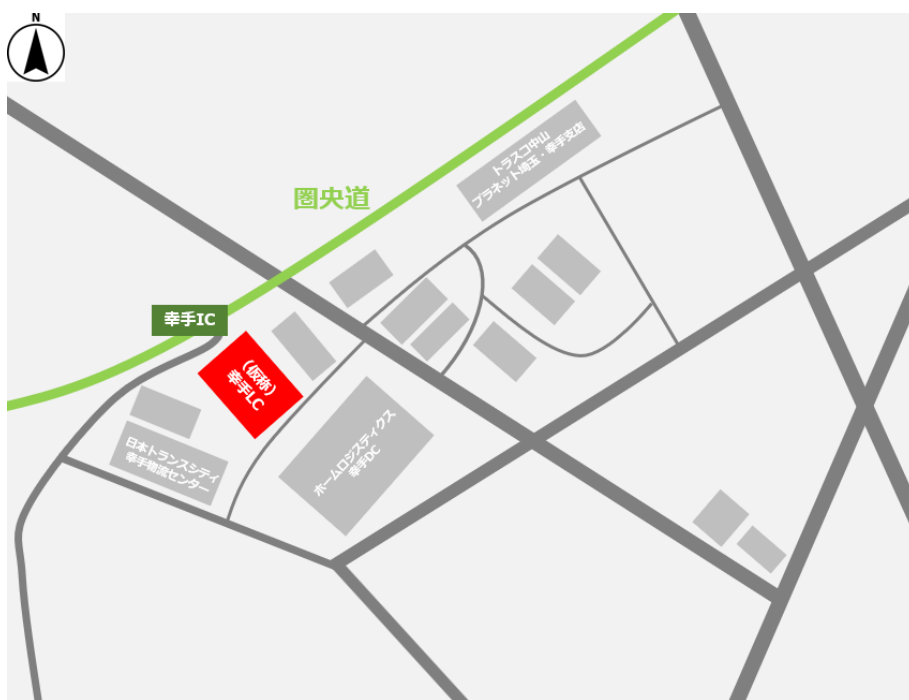 N
トラスコ中山
プラネット埼玉・幸手支店
圏央道
幸手IC
（仮称）
幸手LC
日本トランスシティ
幸手物流センター
ホームロジスティクス
幸手DC